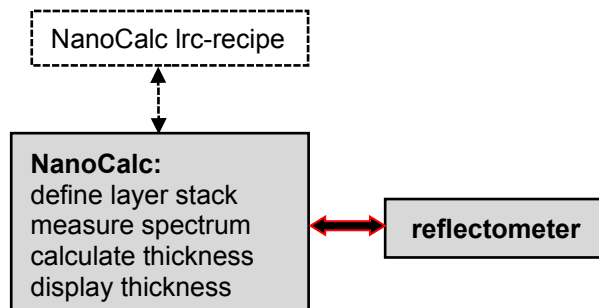 NanoCalc lrc-recipe
NanoCalc:
define layer stack
measure spectrum
calculate thickness
display thickness
reflectometer